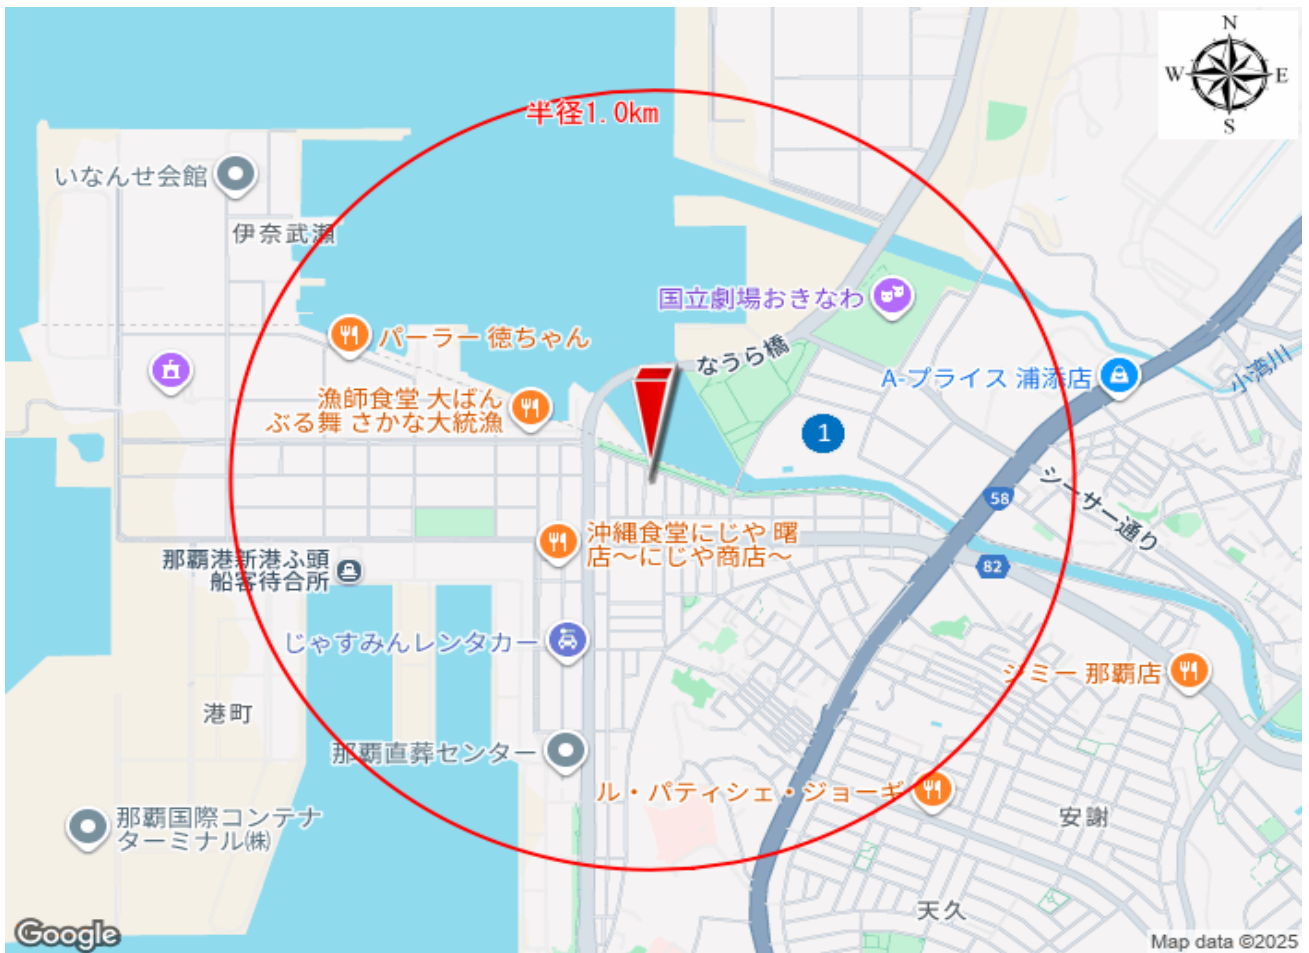 N
W E
S
半径1.0km
いなんせ会館
伊奈武瀬
国立劇場おきなわ
なうら橋
パーラー 徳ちゃん
A-プライス 浦添店
小湾川
漁師食堂 大ばん
ぶる舞 さかな大統漁
1
シーサー通り
58
沖縄食堂にじや 曙
店～にじや商店～
那覇港新港ふ頭
船客待合所
82
じゃすみんレンタカー
ジミー 那覇店
港町
那覇直葬センター
ル・パティシェ・ジョーギ
那覇国際コンテナ
ターミナル㈱
安謝
天久
Google
Map data ©2025